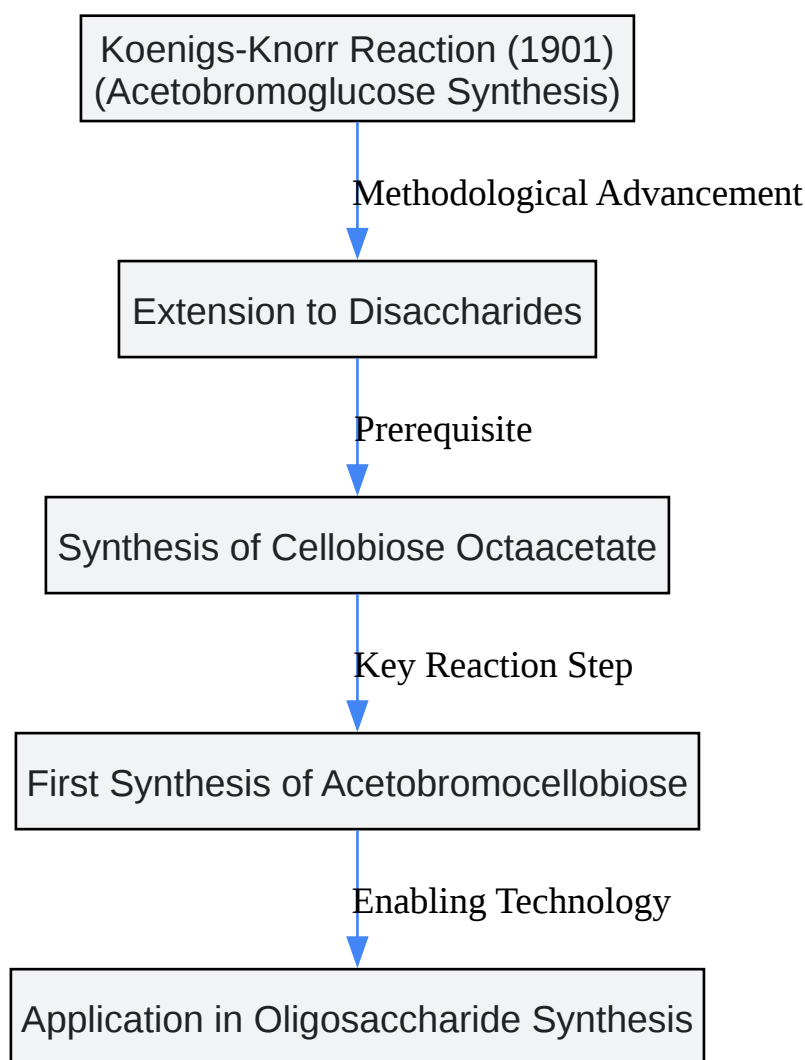 Koenigs-Knorr Reaction (1901)
(Acetobromoglucose Synthesis)
Methodological Advancement
Extension to Disaccharides
Prerequisite
Synthesis of Cellobiose Octaacetate
Key Reaction Step
First Synthesis of Acetobromocellobiose
Enabling Technology
Application in Oligosaccharide Synthesis